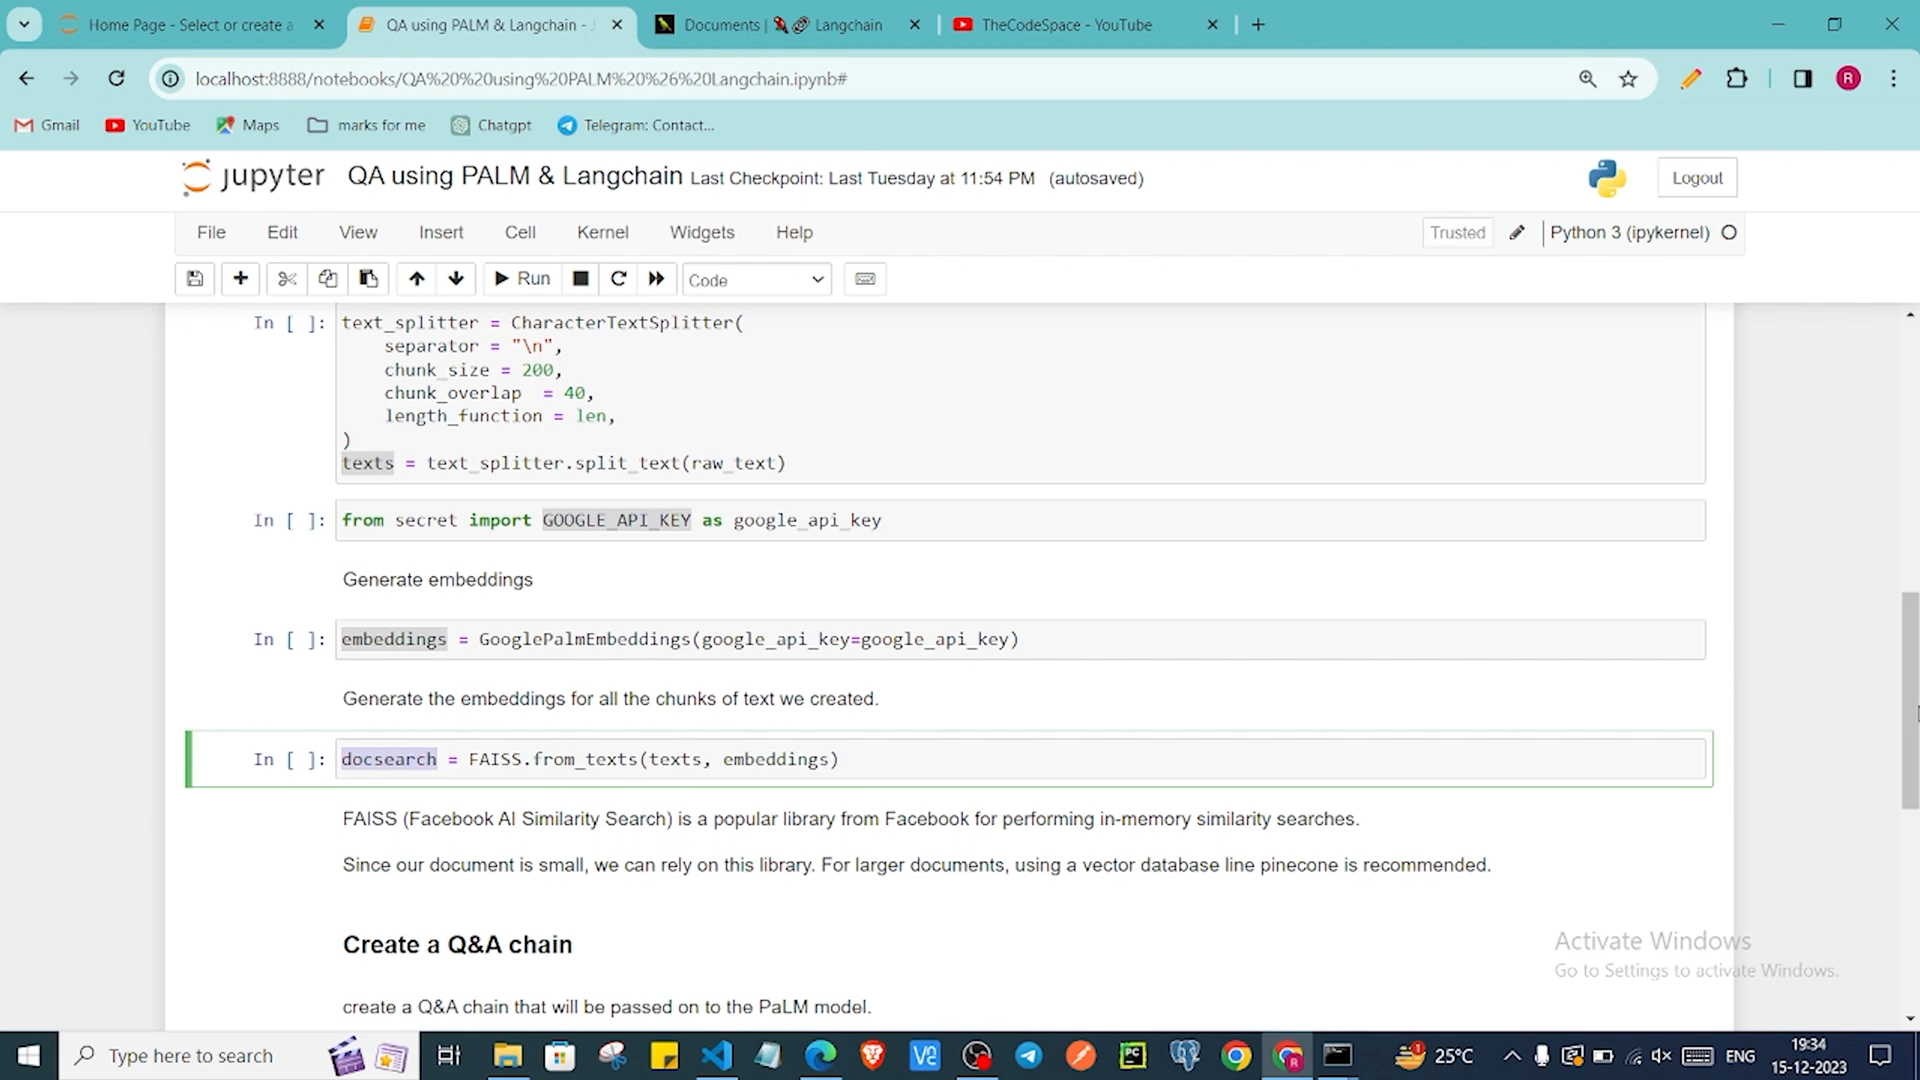 Home Page - Select or create a
QA using PALM & Langchain - J
Documents | Langchain
TheCodeSpace - YouTube
localhost:8888/notebooks/QA%20%20using%20PALM%20%26%20Langchain.ipynb#
R
Gmail
YouTube
Maps
marks for me
Chatgpt
Telegram: Contact...
jupyter
QA using PALM & Langchain Last Checkpoint: Last Tuesday at 11:54 PM (autosaved)
Logout
File Edit View Insert Cell Kernel Widgets Help
Trusted
Python 3 (ipykernel)
Run
Code
In [ ]: text_splitter = CharacterTextSplitter(
separator = "\n",
chunk_size = 200,
chunk_overlap  = 40,
length_function = len,
)
texts = text_splitter.split_text(raw_text)
In [ ]: from secret import GOOGLE_API_KEY as google_api_key
Generate embeddings
In [ ]: embeddings = GooglePalmEmbeddings(google_api_key=google_api_key)
Generate the embeddings for all the chunks of text we created.
In [ ]: docsearch = FAISS.from_texts(texts, embeddings)
FAISS (Facebook AI Similarity Search) is a popular library from Facebook for performing in-memory similarity searches.
Since our document is small, we can rely on this library. For larger documents, using a vector database line pinecone is recommended.
Create a Q&A chain
create a Q&A chain that will be passed on to the PaLM model.
Activate Windows
Go to Settings to activate Windows.
Type here to search
25°C
ENG
19:34
15-12-2023